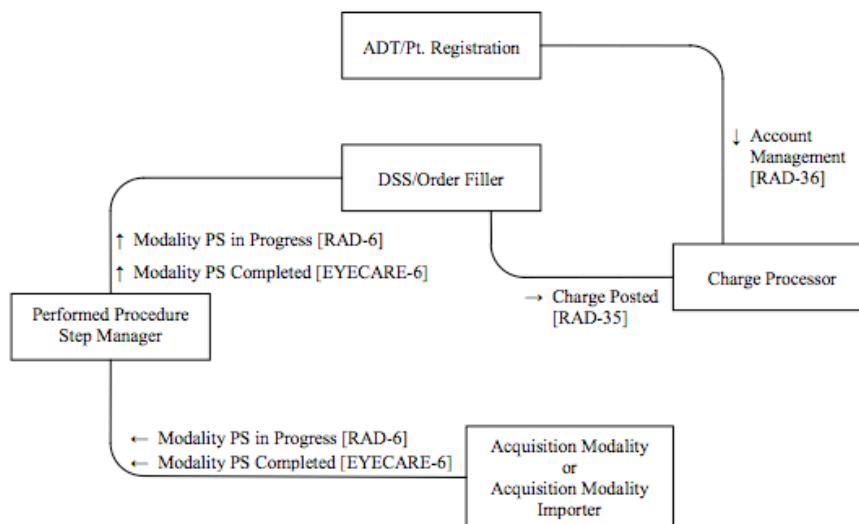 ADT/Pt. Registration
↓ Account
Management
[RAD-36]
DSS/Order Filler
↑ Modality PS in Progress [RAD-6]
↑ Modality PS Completed [EYECARE-6]
Charge Processor
→ Charge Posted
[RAD-35]
Performed Procedure
Step Manager
← Modality PS in Progress [RAD-6]
← Modality PS Completed [EYECARE-6]
Acquisition Modality
or
Acquisition Modality
Importer